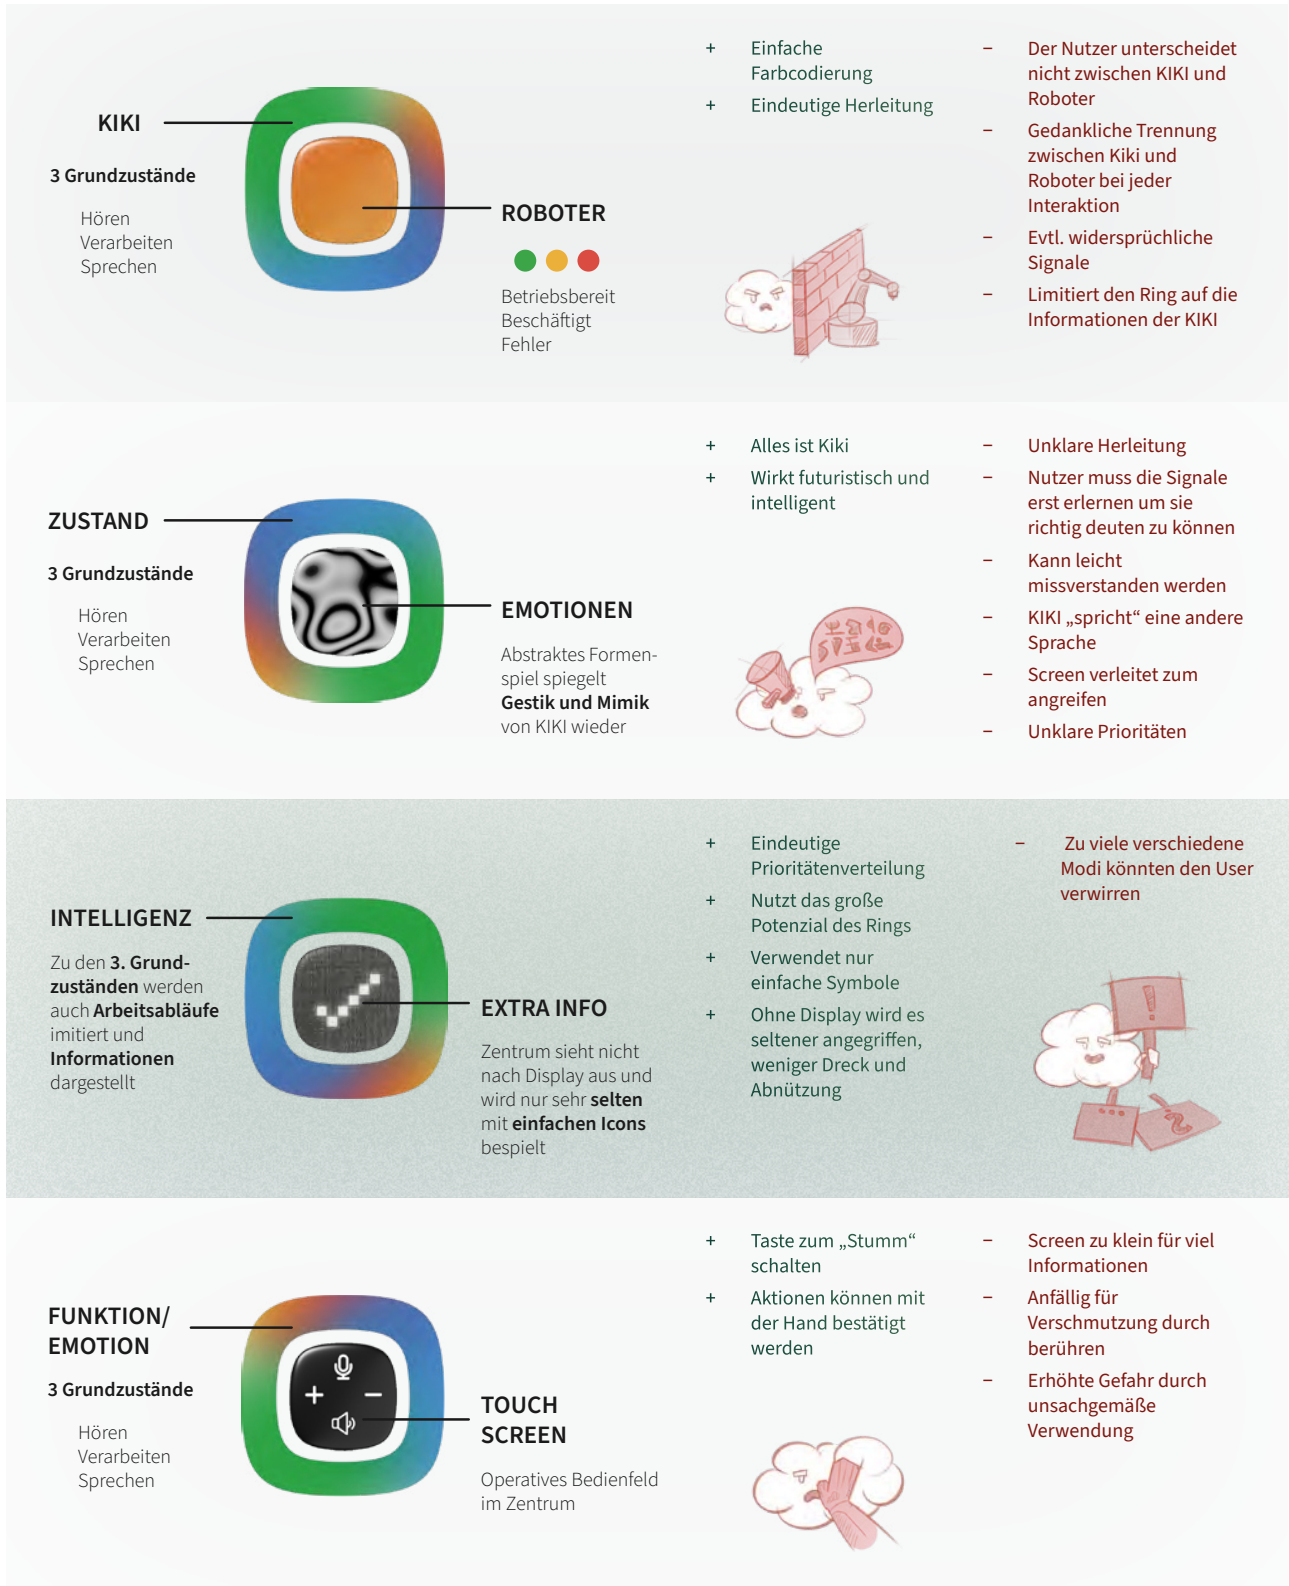 KIKI
3 Grundzustände
Hören
Verarbeiten
Sprechen
ROBOTER
Betriebsbereit
Beschäftigt
Fehler
+ Einfache
Farbcodierung
+ Eindeutige Herleitung
– Der Nutzer unterscheidet
nicht zwischen KIKI und
Roboter
– Gedankliche Trennung
zwischen Kiki und
Roboter bei jeder
Interaktion
– Evtl. widersprüchliche
Signale
– Limitiert den Ring auf die
Informationen der KIKI
ZUSTAND
3 Grundzustände
Hören
Verarbeiten
Sprechen
EMOTIONEN
Abstraktes Formen-
spiel spiegelt
Gestik und Mimik
von KIKI wieder
+ Alles ist Kiki
+ Wirkt futuristisch und
intelligent
– Unklare Herleitung
– Nutzer muss die Signale
erst erlernen um sie
richtig deuten zu können
– Kann leicht
missverstanden werden
– KIKI „spricht“ eine andere
Sprache
– Screen verleitet zum
angreifen
– Unklare Prioritäten
INTELLIGENZ
Zu den 3. Grund-
zuständen werden
auch Arbeitsabläufe
imitiert und
Informationen
dargestellt
EXTRA INFO
Zentrum sieht nicht
nach Display aus und
wird nur sehr selten
mit einfachen Icons
bespielt
+ Eindeutige
Prioritätenverteilung
+ Nutzt das große
Potenzial des Rings
+ Verwendet nur
einfache Symbole
+ Ohne Display wird es
seltener angegriffen,
weniger Dreck und
Abnützung
– Zu viele verschiedene
Modi könnten den User
verwirren
!
FUNKTION/
EMOTION
3 Grundzustände
Hören
Verarbeiten
Sprechen
+ –
TOUCH
SCREEN
Operatives Bedienfeld
im Zentrum
+ Taste zum „Stumm“
schalten
+ Aktionen können mit
der Hand bestätigt
werden
– Screen zu klein für viel
Informationen
– Anfällig für
Verschmutzung durch
berühren
– Erhöhte Gefahr durch
unsachgemäße
Verwendung